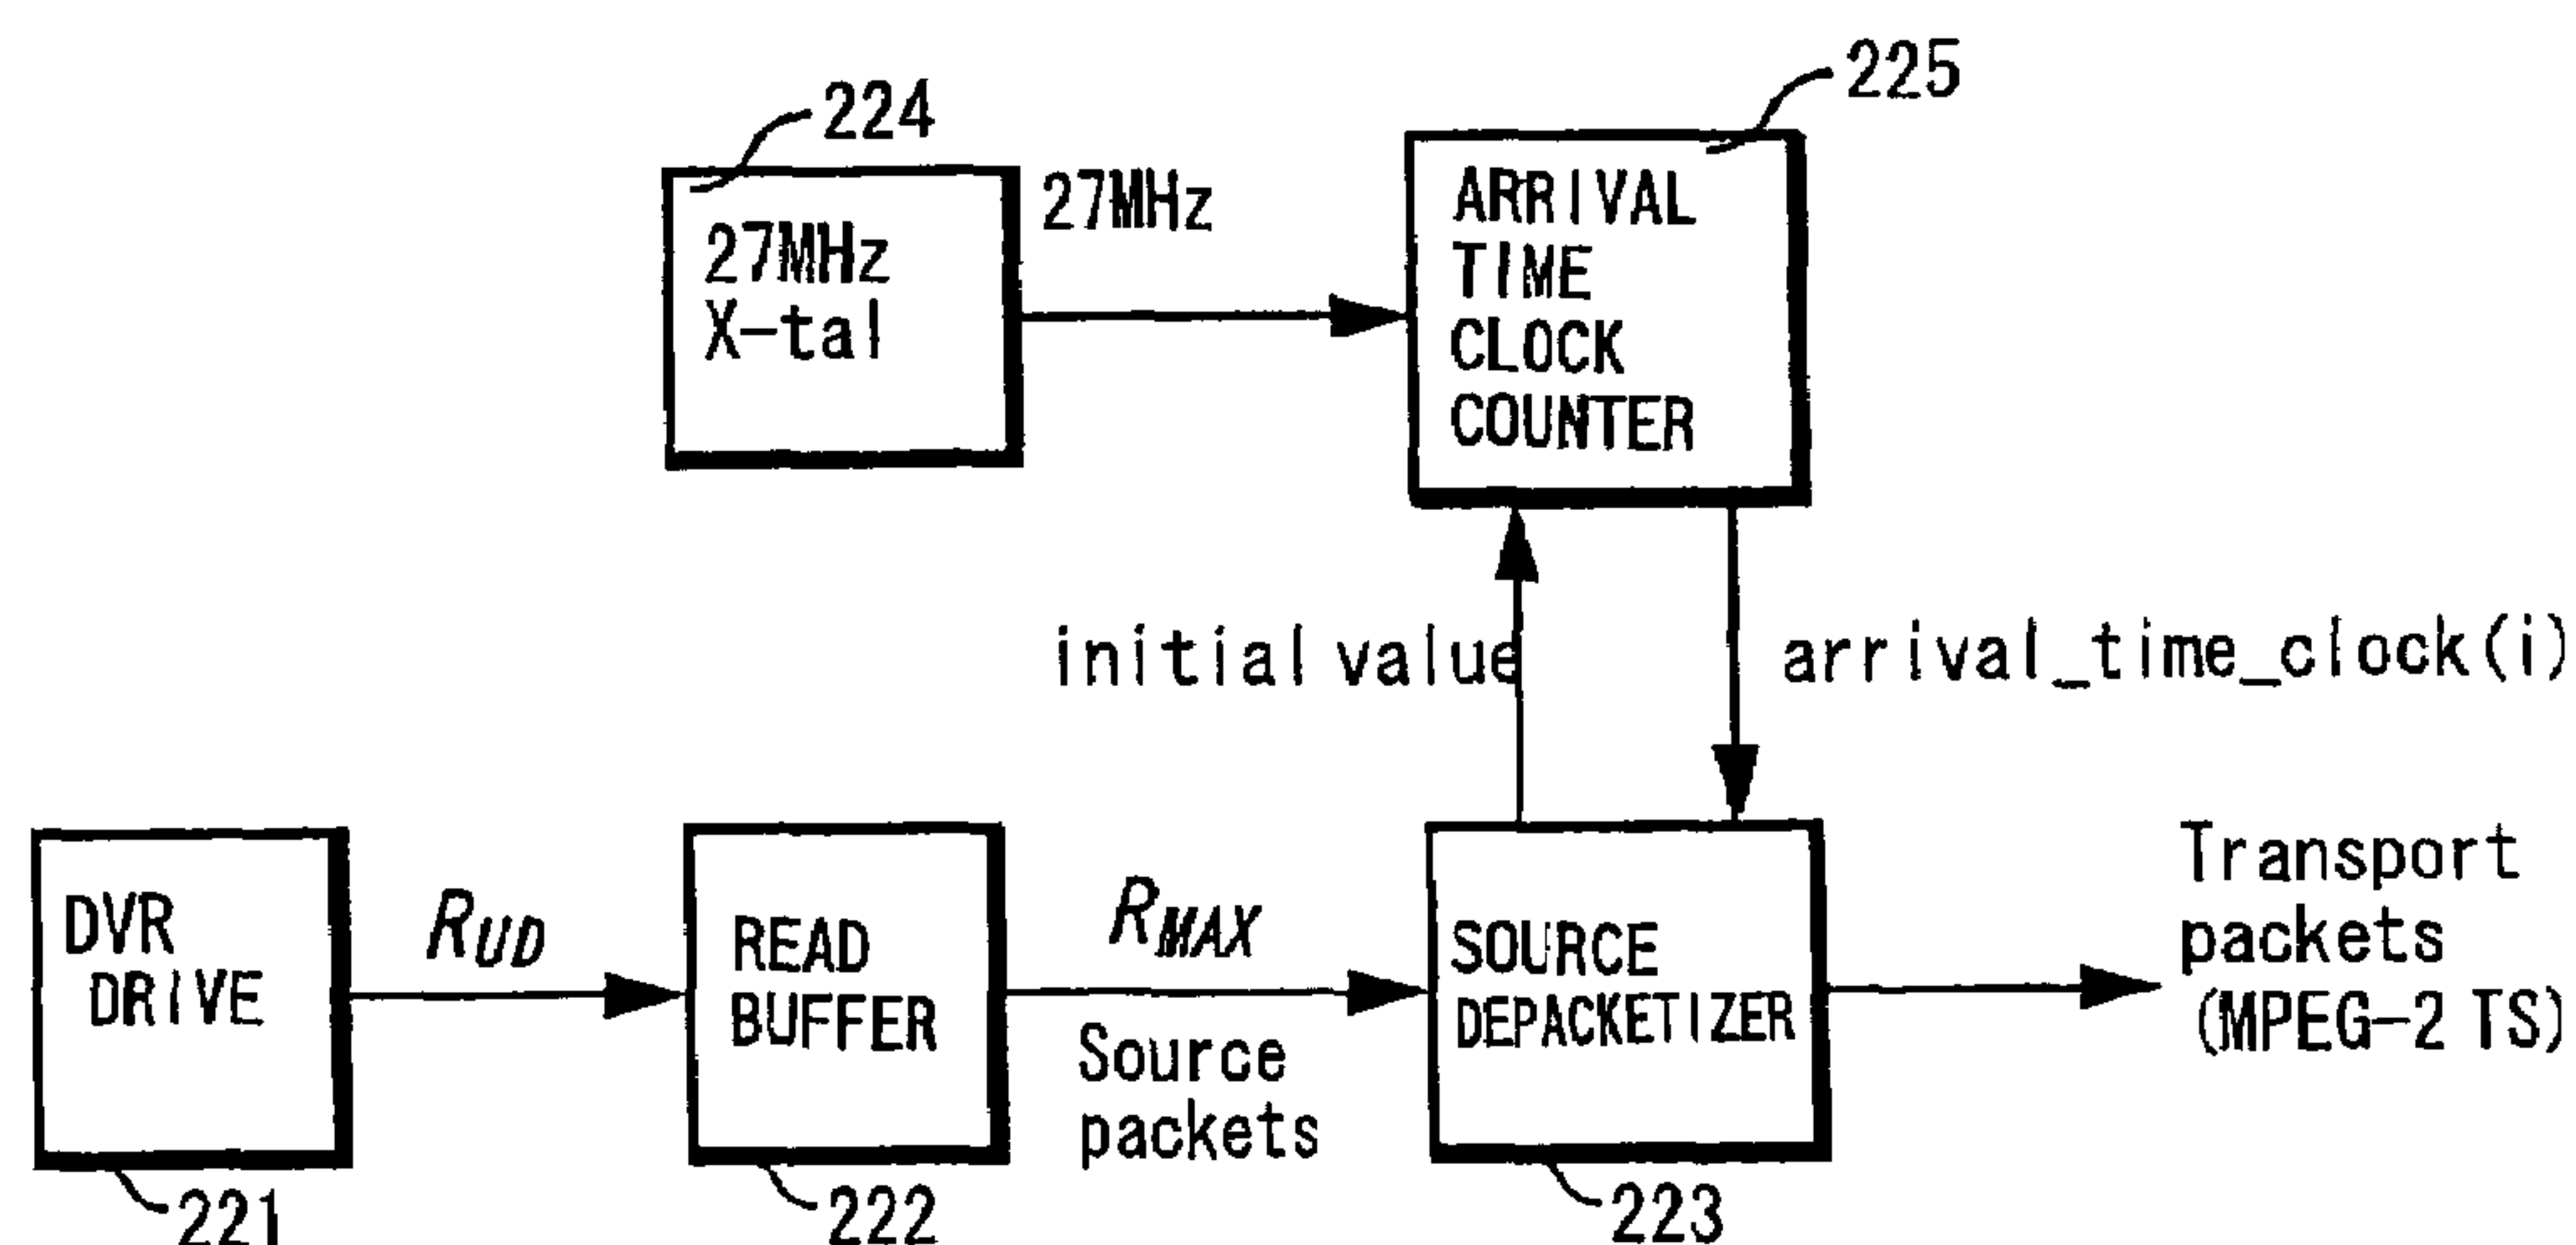 224
225
27MHz
X-tal
27MHz
ARRIVAL
TIME
CLOCK
COUNTER
initial value
arrival_time_clock(i)
DVR
DRIVE
RUD
READ
BUFFER
RMAX
Source
packets
SOURCE
DEPACKETIZER
Transport
packets
(MPEG-2 TS)
221
222
223